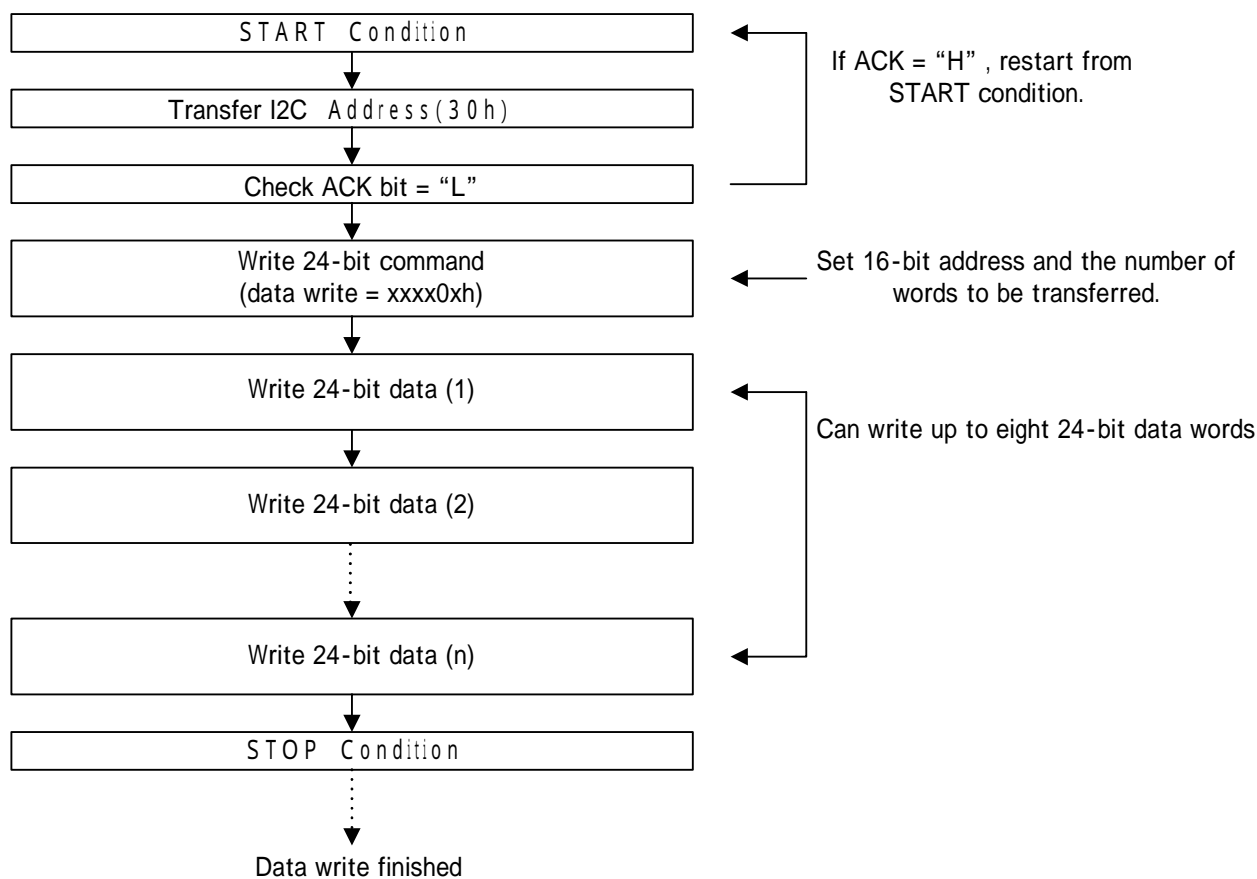 START Condition
If ACK = “H” , restart from
START condition.
Transfer I2C Address(30h)
Check ACK bit = “L”
Write 24-bit command
(data write = xxxx0xh)
Set 16-bit address and the number of
words to be transferred.
Write 24-bit data (1)
Can write up to eight 24-bit data words
Write 24-bit data (2)
Write 24-bit data (n)
STOP Condition
Data write finished